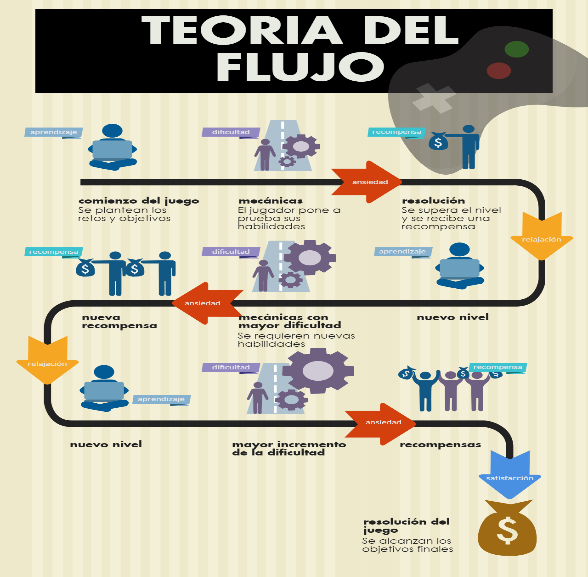 TEORIA DEL
FLUJO
aprendizaje
dificultad
recompensa
ansiedad
comienzo del juego
Se plantean los
retos y objetivos
mecánicas
El jugador pone a
prueba sus
habilidades
resolución
Se supera el nivel
y se recibe una
recompensa
relajación
recompensa
dificultad
aprendizaje
ansiedad
nueva
recompensa
mecánicas con
mayor dificultad
Se requieren nuevas
habilidades
nuevo nivel
relajación
aprendizaje
dificultad
recompensa
ansiedad
nuevo nivel
mayor incremento
de la dificultad
recompensas
satisfacción
resolución del
juego
Se alcanzan los
objetivos finales